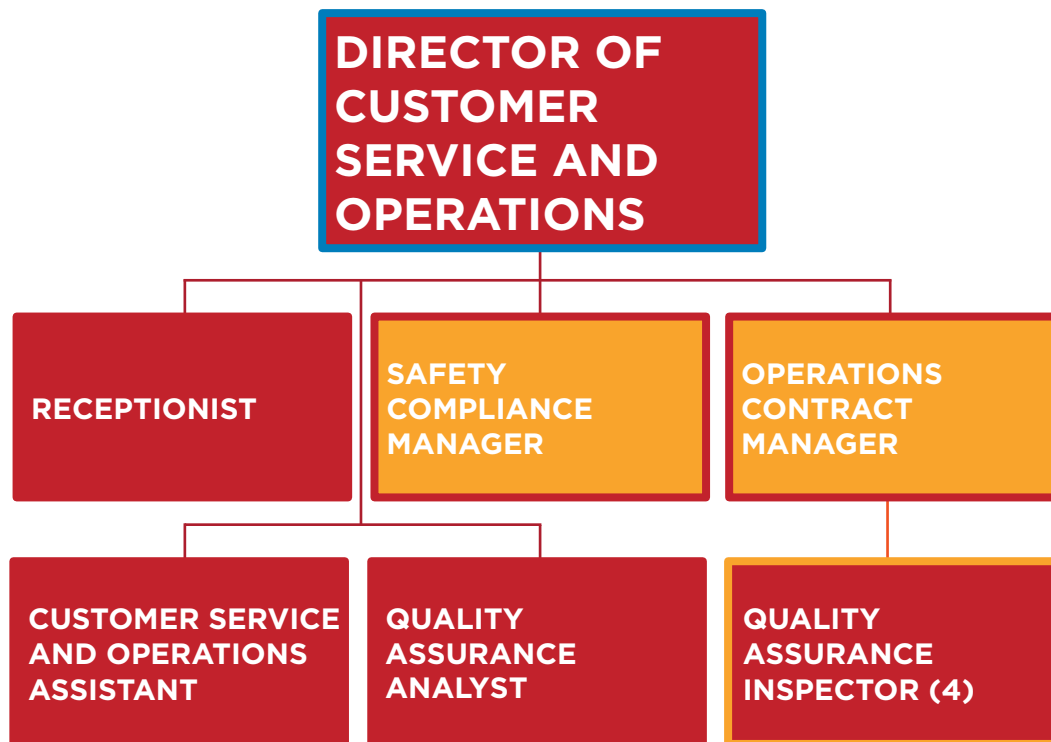 DIRECTOR OF
CUSTOMER
SERVICE AND
OPERATIONS
RECEPTIONIST
SAFETY
COMPLIANCE
MANAGER
OPERATIONS
CONTRACT
MANAGER
CUSTOMER SERVICE
AND OPERATIONS
ASSISTANT
QUALITY
ASSURANCE
ANALYST
QUALITY
ASSURANCE
INSPECTOR (4)